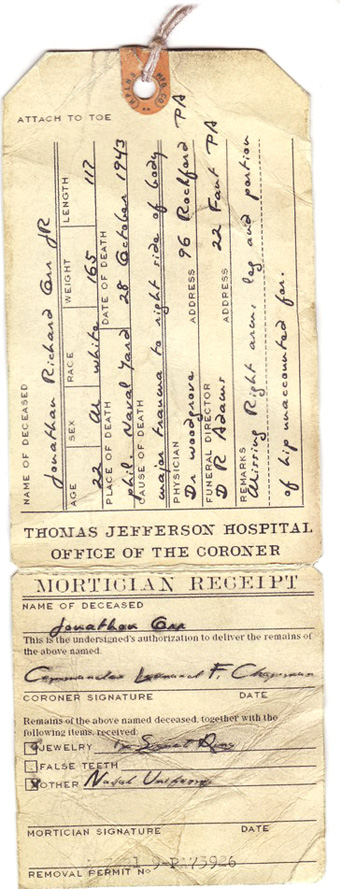 ATTACH TO TOE
NAME OF DECEASED
Jonathan Richard Orr JR
AGE SEX RACE WEIGHT LENGTH
22 M white 165 112
PLACE OF DEATH DATE OF DEATH
phil. Naval Yard 28 October 1943
CAUSE OF DEATH
major trauma to right side of body
PHYSICIAN ADDRESS
Dr woodgrove 96 Rochford PA
FUNERAL DIRECTOR ADDRESS
D R Adams 22 PA
REMARKS
Missing Right arm, leg and portion
of hip unaccounted for.
THOMAS JEFFERSON HOSPITAL
OFFICE OF THE CORONER
MORTICIAN RECEIPT
NAME OF DECEASED
Jonathan Orr
This is the undersigned's authorization to deliver the remains of
the above named.
Commander F. Chapman
CORONER SIGNATURE DATE
Remains of the above named deceased, together with the
following items, received:
JEWELRY
FALSE TEETH
OTHER Naval Uniform
MORTICIAN SIGNATURE DATE
REMOVAL PERMIT No